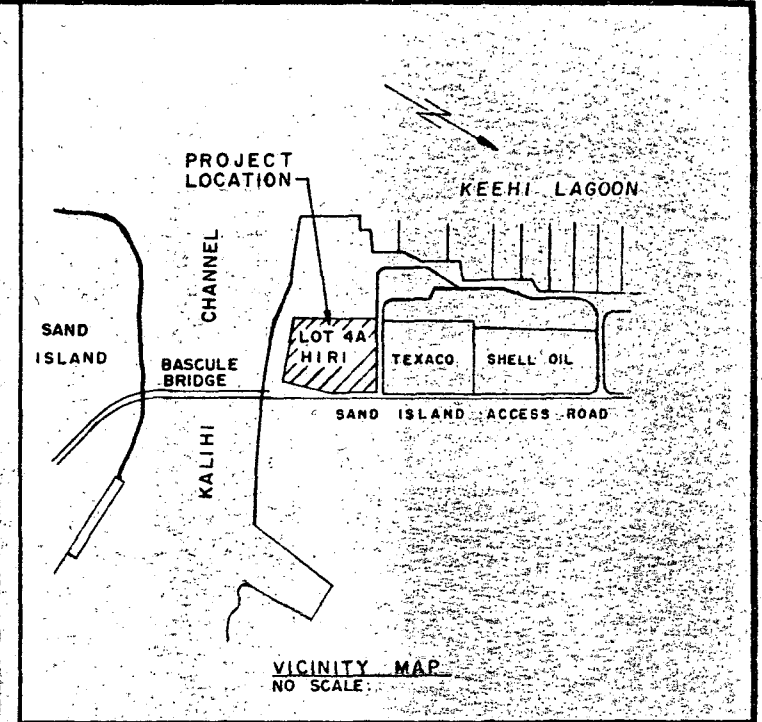 PROJECT
LOCATION
KEEHI LAGOON
CHANNEL
SAND
ISLAND
BASCULE
BRIDGE
LOT 4A
HIRI
TEXACO
SHELL OIL
SAND ISLAND ACCESS ROAD
KALIHI
VICINITY MAP
NO SCALE